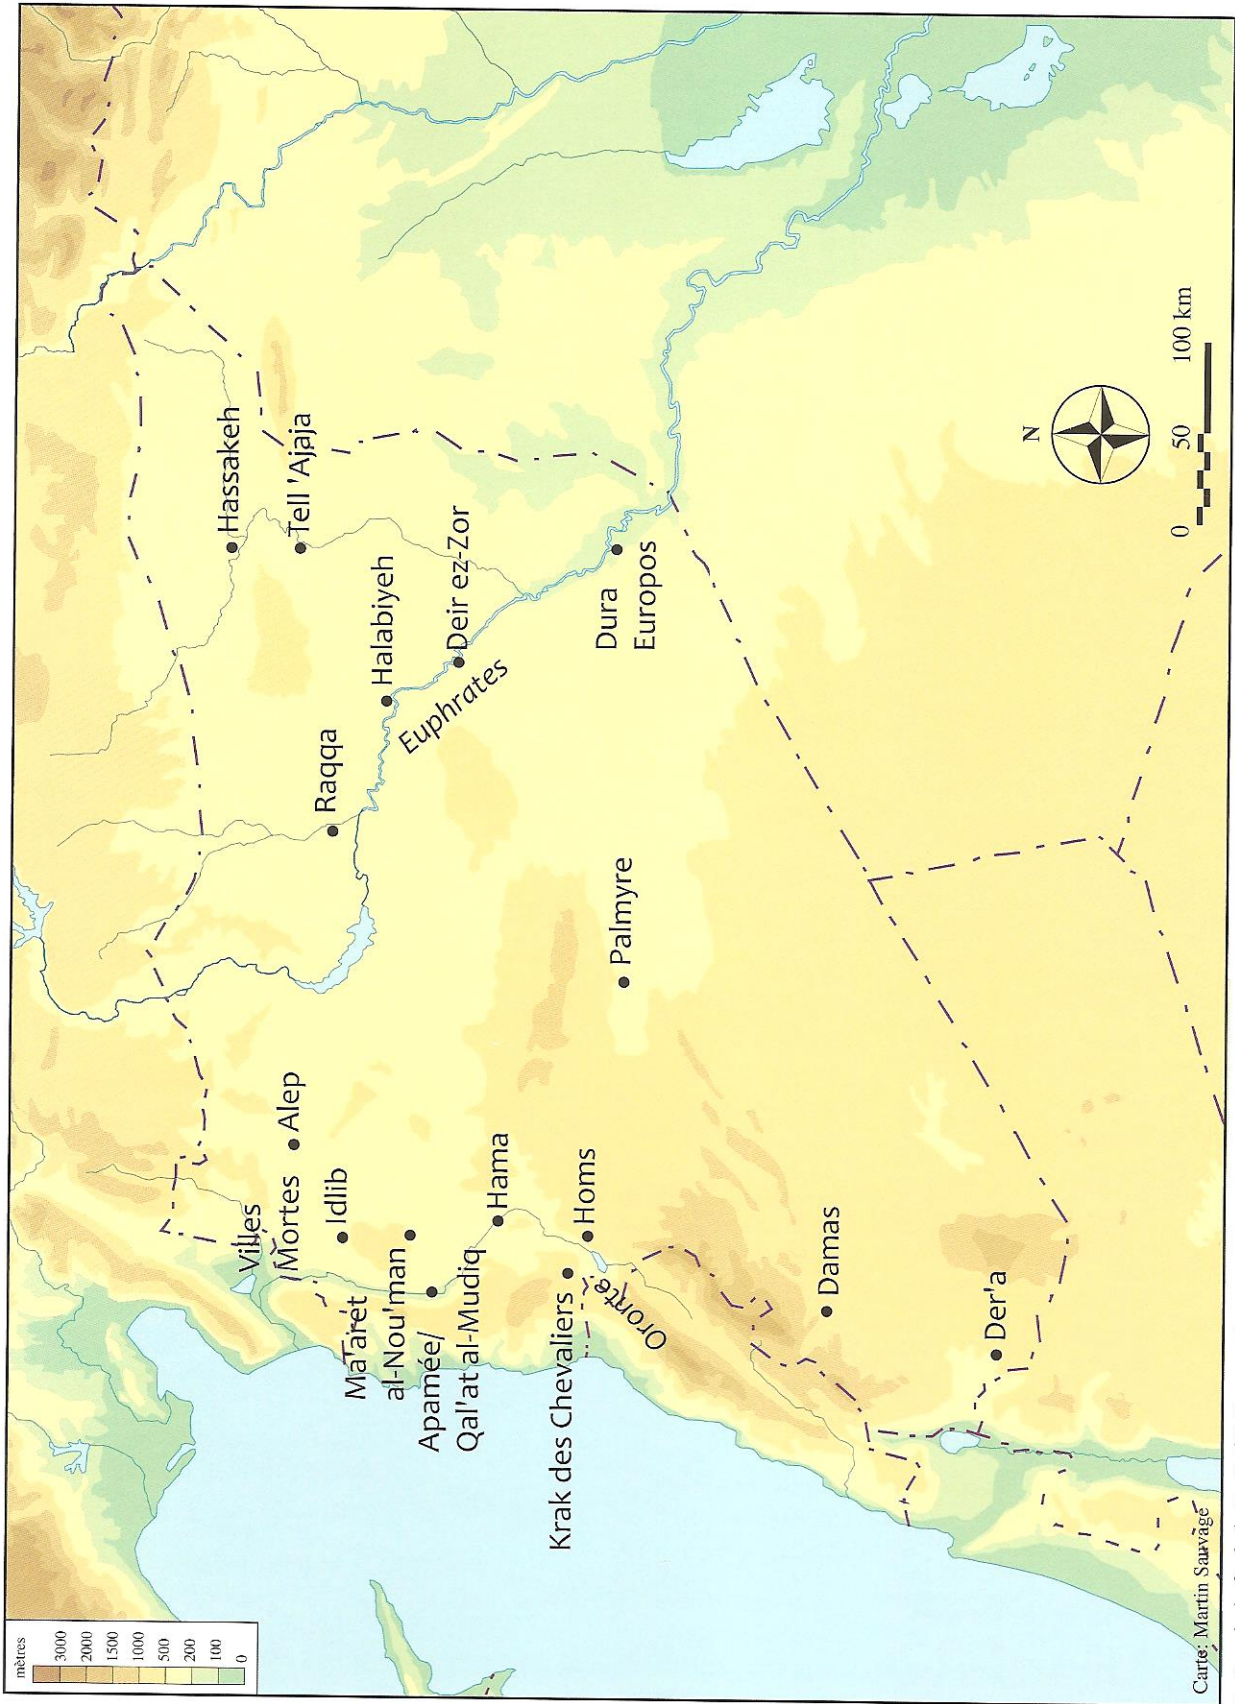 mètres
3000
2000
1500
1000
500
200
100
0
Hassakeh
Tell 'Ajaja
Halabiyeh
Deir ez-Zor
Euphrates
Raqqa
Dura
Europos
Palmyre
Villes
Mortes
Alep
Idlib
Ma'aret
al-Nou'man
Apamée/
Qal'at al-Mudiq
Hama
Homs
Krak des Chevaliers
Oronte
Damas
Der'a
N
0 50 100 km
Carte: Martin Sauvage